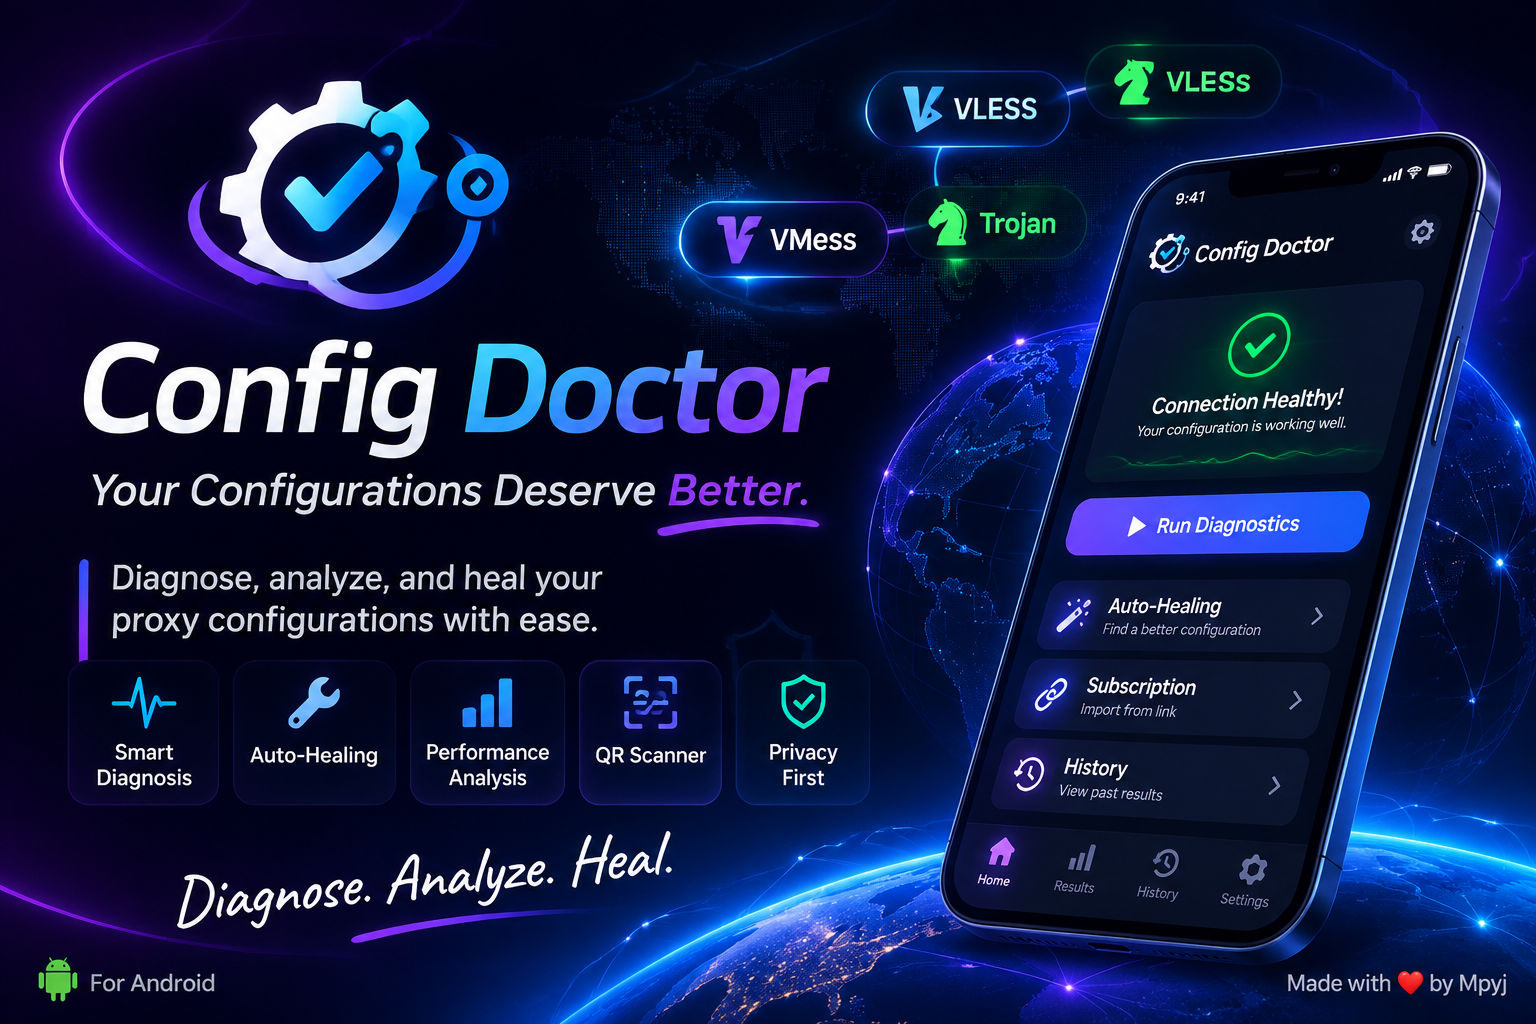 VLESS
VLESs
VMess
Trojan
Config Doctor
Your Configurations Deserve Better.
Diagnose, analyze, and heal your
proxy configurations with ease.
Smart
Diagnosis
Auto-Healing
Performance
Analysis
QR Scanner
Privacy
First
Diagnose. Analyze. Heal.
For Android
9:41
Config Doctor
Connection Healthy!
Your configuration is working well.
Run Diagnostics
Auto-Healing
Find a better configuration
Subscription
Import from link
History
View past results
Home
Results
History
Settings
Made with ❤️ by Mpyj